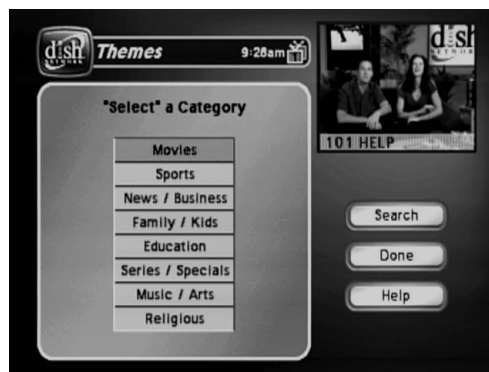 dish
NETWORK
Themes
9:28am
"Select" a Category
Movies
Sports
News / Business
Family / Kids
Education
Series / Specials
Music / Arts
Religious
dish
NETWORK
101 HELP
Search
Done
Help